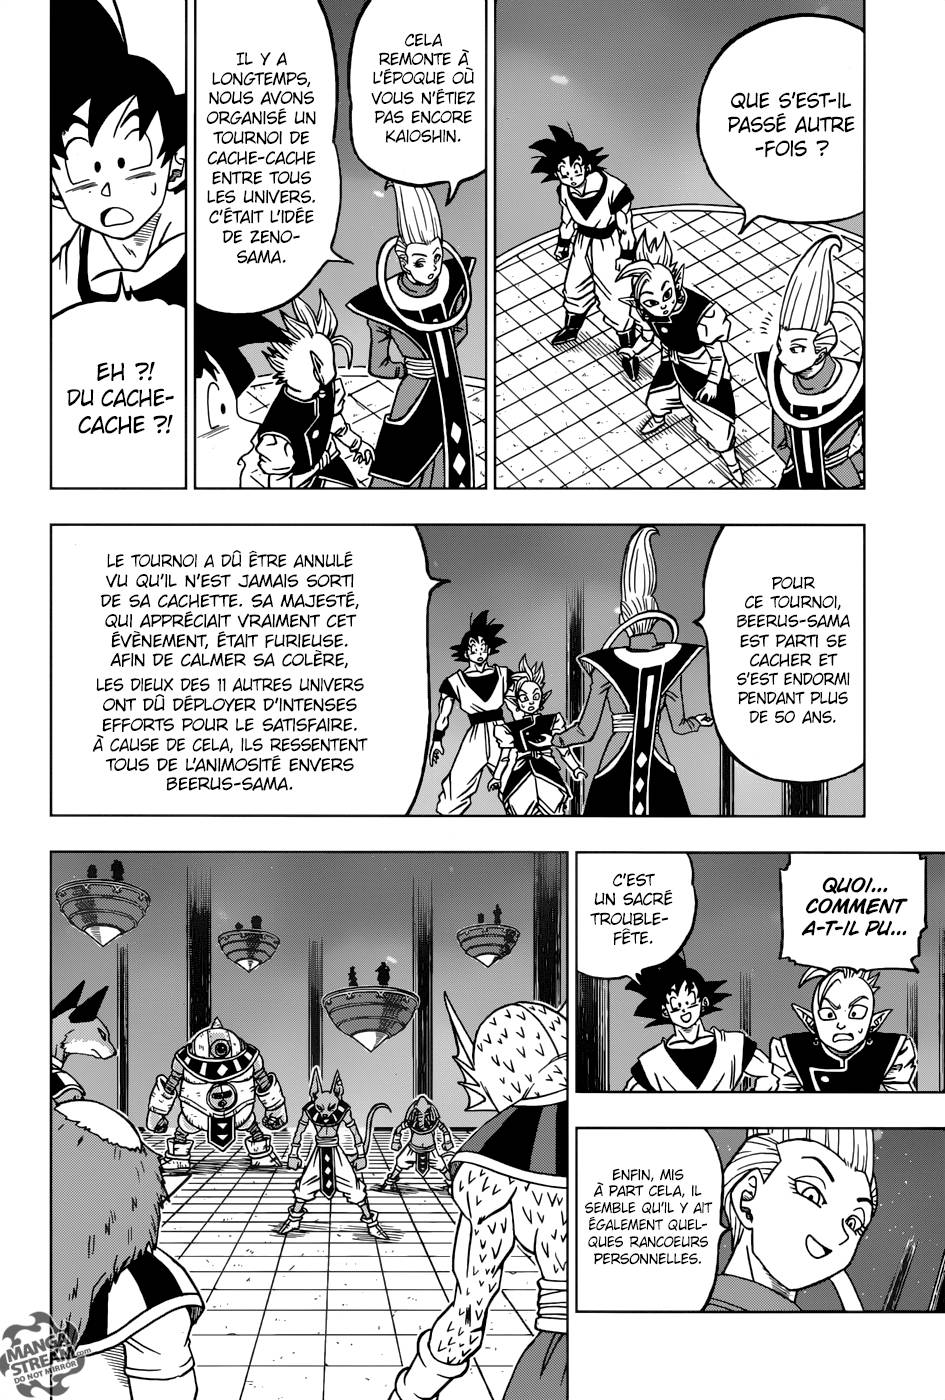 QUE S'EST-IL
PASSÉ AUTRE
-FOIS ?
CELA
REMONTE À
L'ÉPOQUE OÙ
VOUS N'ÉTIEZ
PAS ENCORE
KAIOSHIN.
IL Y A
LONGTEMPS,
NOUS AVONS
ORGANISÉ UN
TOURNOI DE
CACHE-CACHE
ENTRE TOUS
LES UNIVERS.
C'ÉTAIT L'IDÉE
DE ZENO-
SAMA.
EH ?!
DU CACHE-
CACHE ?!
POUR
CE TOURNOI,
BEERUS-SAMA
EST PARTI SE
CACHER ET
S'EST ENDORMI
PENDANT PLUS
DE 50 ANS.
LE TOURNOI A DÛ ÊTRE ANNULÉ
VU QU'IL N'EST JAMAIS SORTI
DE SA CACHETTE. SA MAJESTÉ,
QUI APPRÉCIAIT VRAIMENT CET
ÉVÈNEMENT, ÉTAIT FURIEUSE.
AFIN DE CALMER SA COLÈRE,
LES DIEUX DES 11 AUTRES UNIVERS
ONT DÛ DÉPLOYER D'INTENSES
EFFORTS POUR LE SATISFAIRE.
À CAUSE DE CELA, ILS RESSENTENT
TOUS DE L'ANIMOSITÉ ENVERS
BEERUS-SAMA.
QUOI...
COMMENT
A-T-IL PU...
C'EST
UN SACRÉ
TROUBLE-
FÊTE.
ENFIN, MIS
À PART CELA, IL
SEMBLE QU'IL Y AIT
ÉGALEMENT QUEL-
QUES RANCOEURS
PERSONNELLES.
MANGA
STREAM.com
DO NOT MIRROR